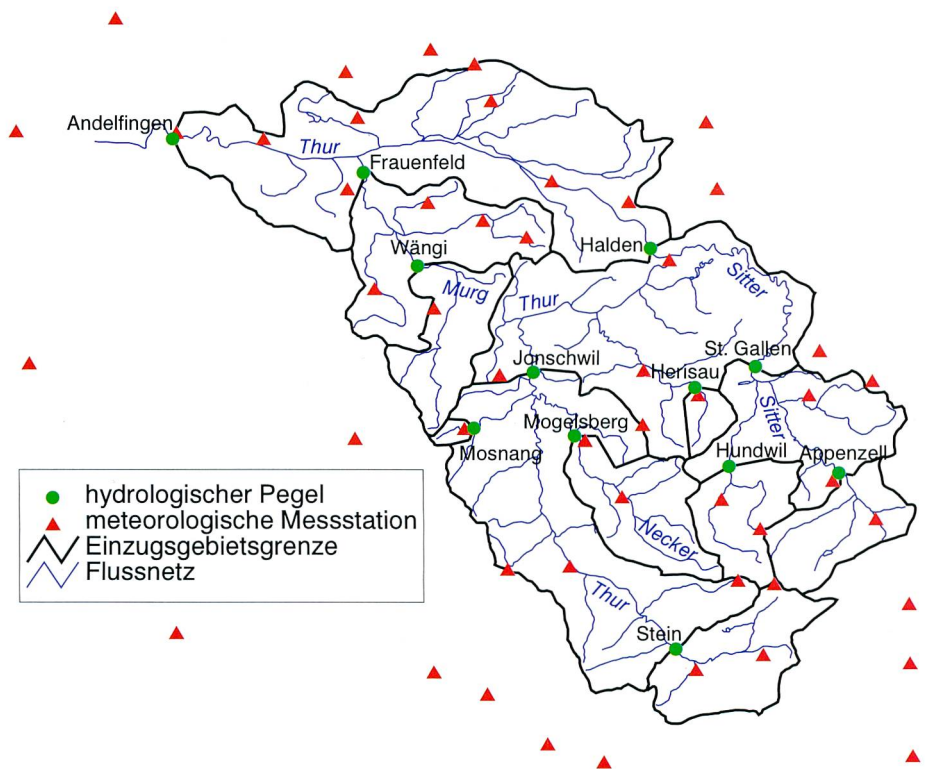 Andelfingen
Thur
Frauenfeld
Wängi
Halden
Murg
Thur
Sitter
Jonschwil
St. Gallen
Herisau
Sitter
Mogelsberg
Mosnang
Hundwil
Appenzell
Necker
Thur
Stein
hydrologischer Pegel
meteorologische Messstation
Einzugsgebietsgrenze
Flussnetz